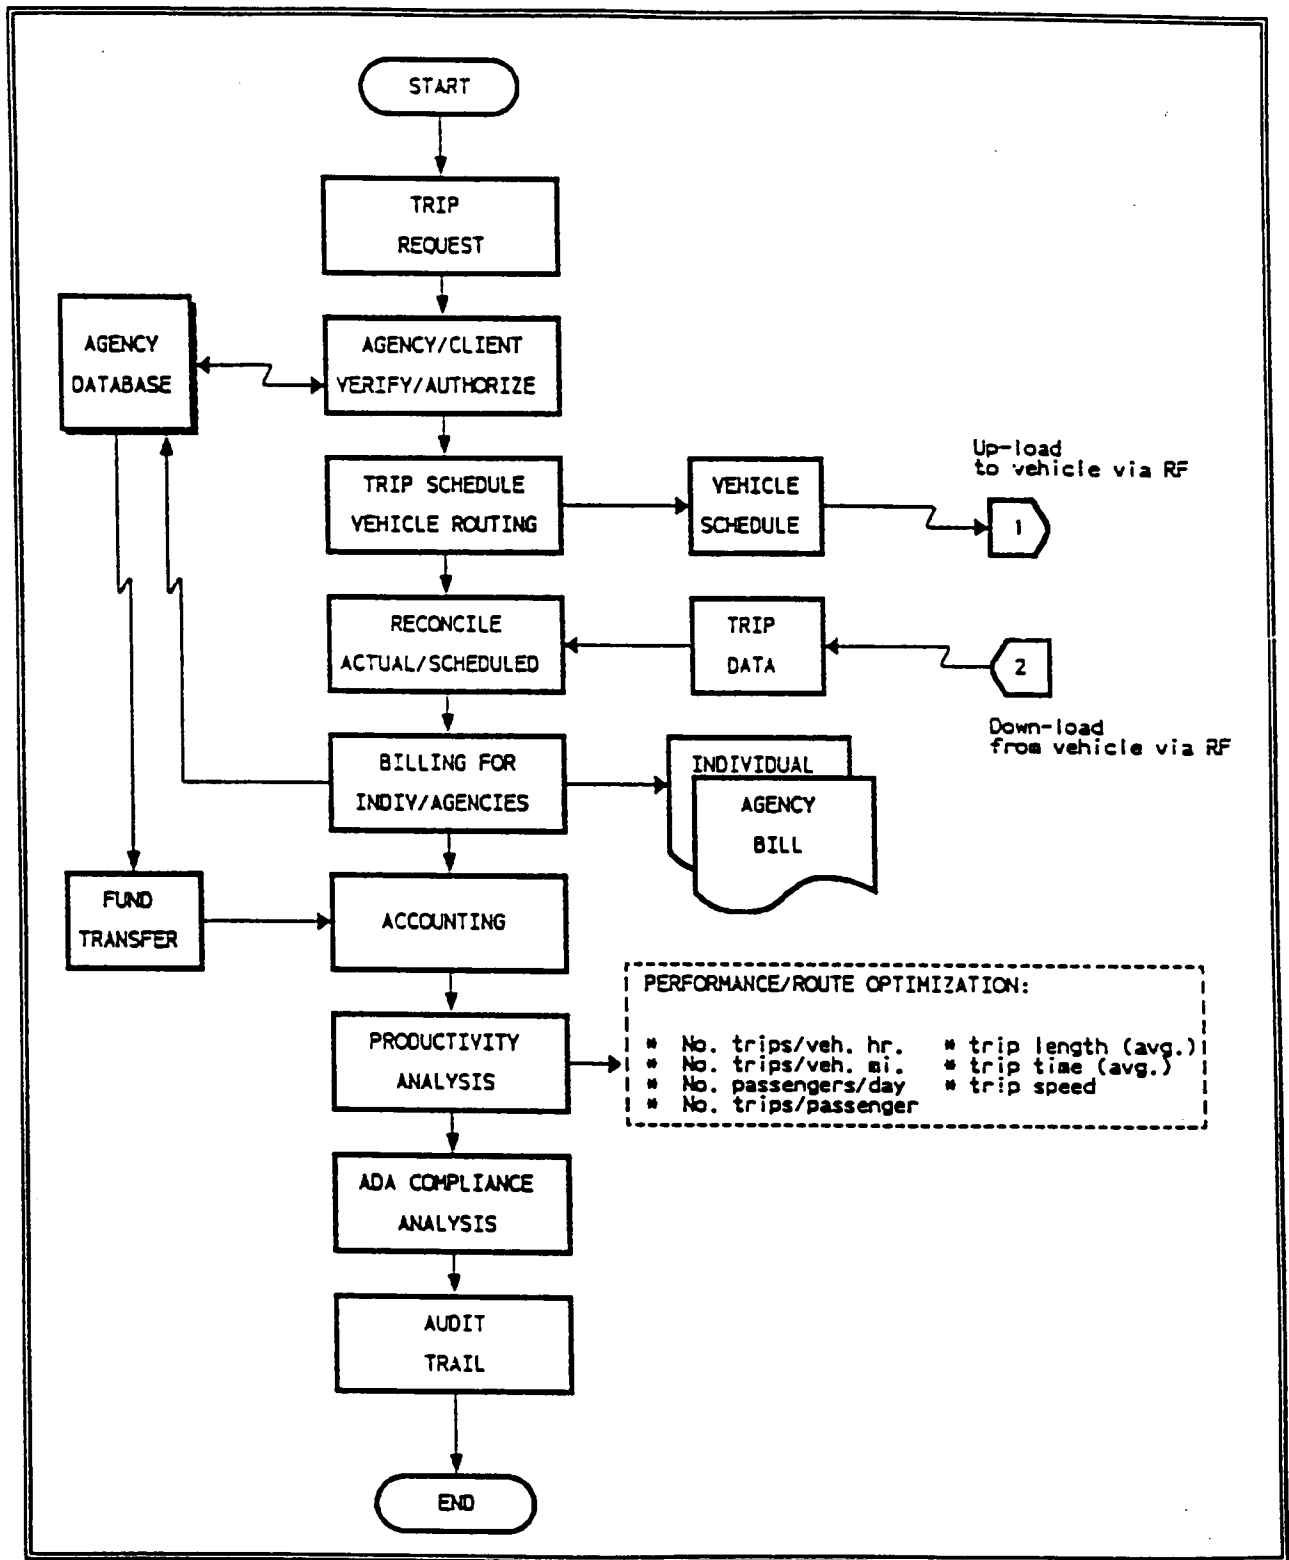 START
TRIP
REQUEST
AGENCY
DATABASE
AGENCY/CLIENT
VERIFY/AUTHORIZE
TRIP SCHEDULE
VEHICLE ROUTING
VEHICLE
SCHEDULE
Up-load
to vehicle via RF
1
RECONCILE
ACTUAL/SCHEDULED
TRIP
DATA
2
Down-load
from vehicle via RF
BILLING FOR
INDIV/AGENCIES
INDIVIDUAL
AGENCY
BILL
FUND
TRANSFER
ACCOUNTING
PERFORMANCE/ROUTE OPTIMIZATION:
* No. trips/veh. hr. * trip length (avg.)
* No. trips/veh. mi. * trip time (avg.)
* No. passengers/day * trip speed
* No. trips/passenger
PRODUCTIVITY
ANALYSIS
ADA COMPLIANCE
ANALYSIS
AUDIT
TRAIL
END